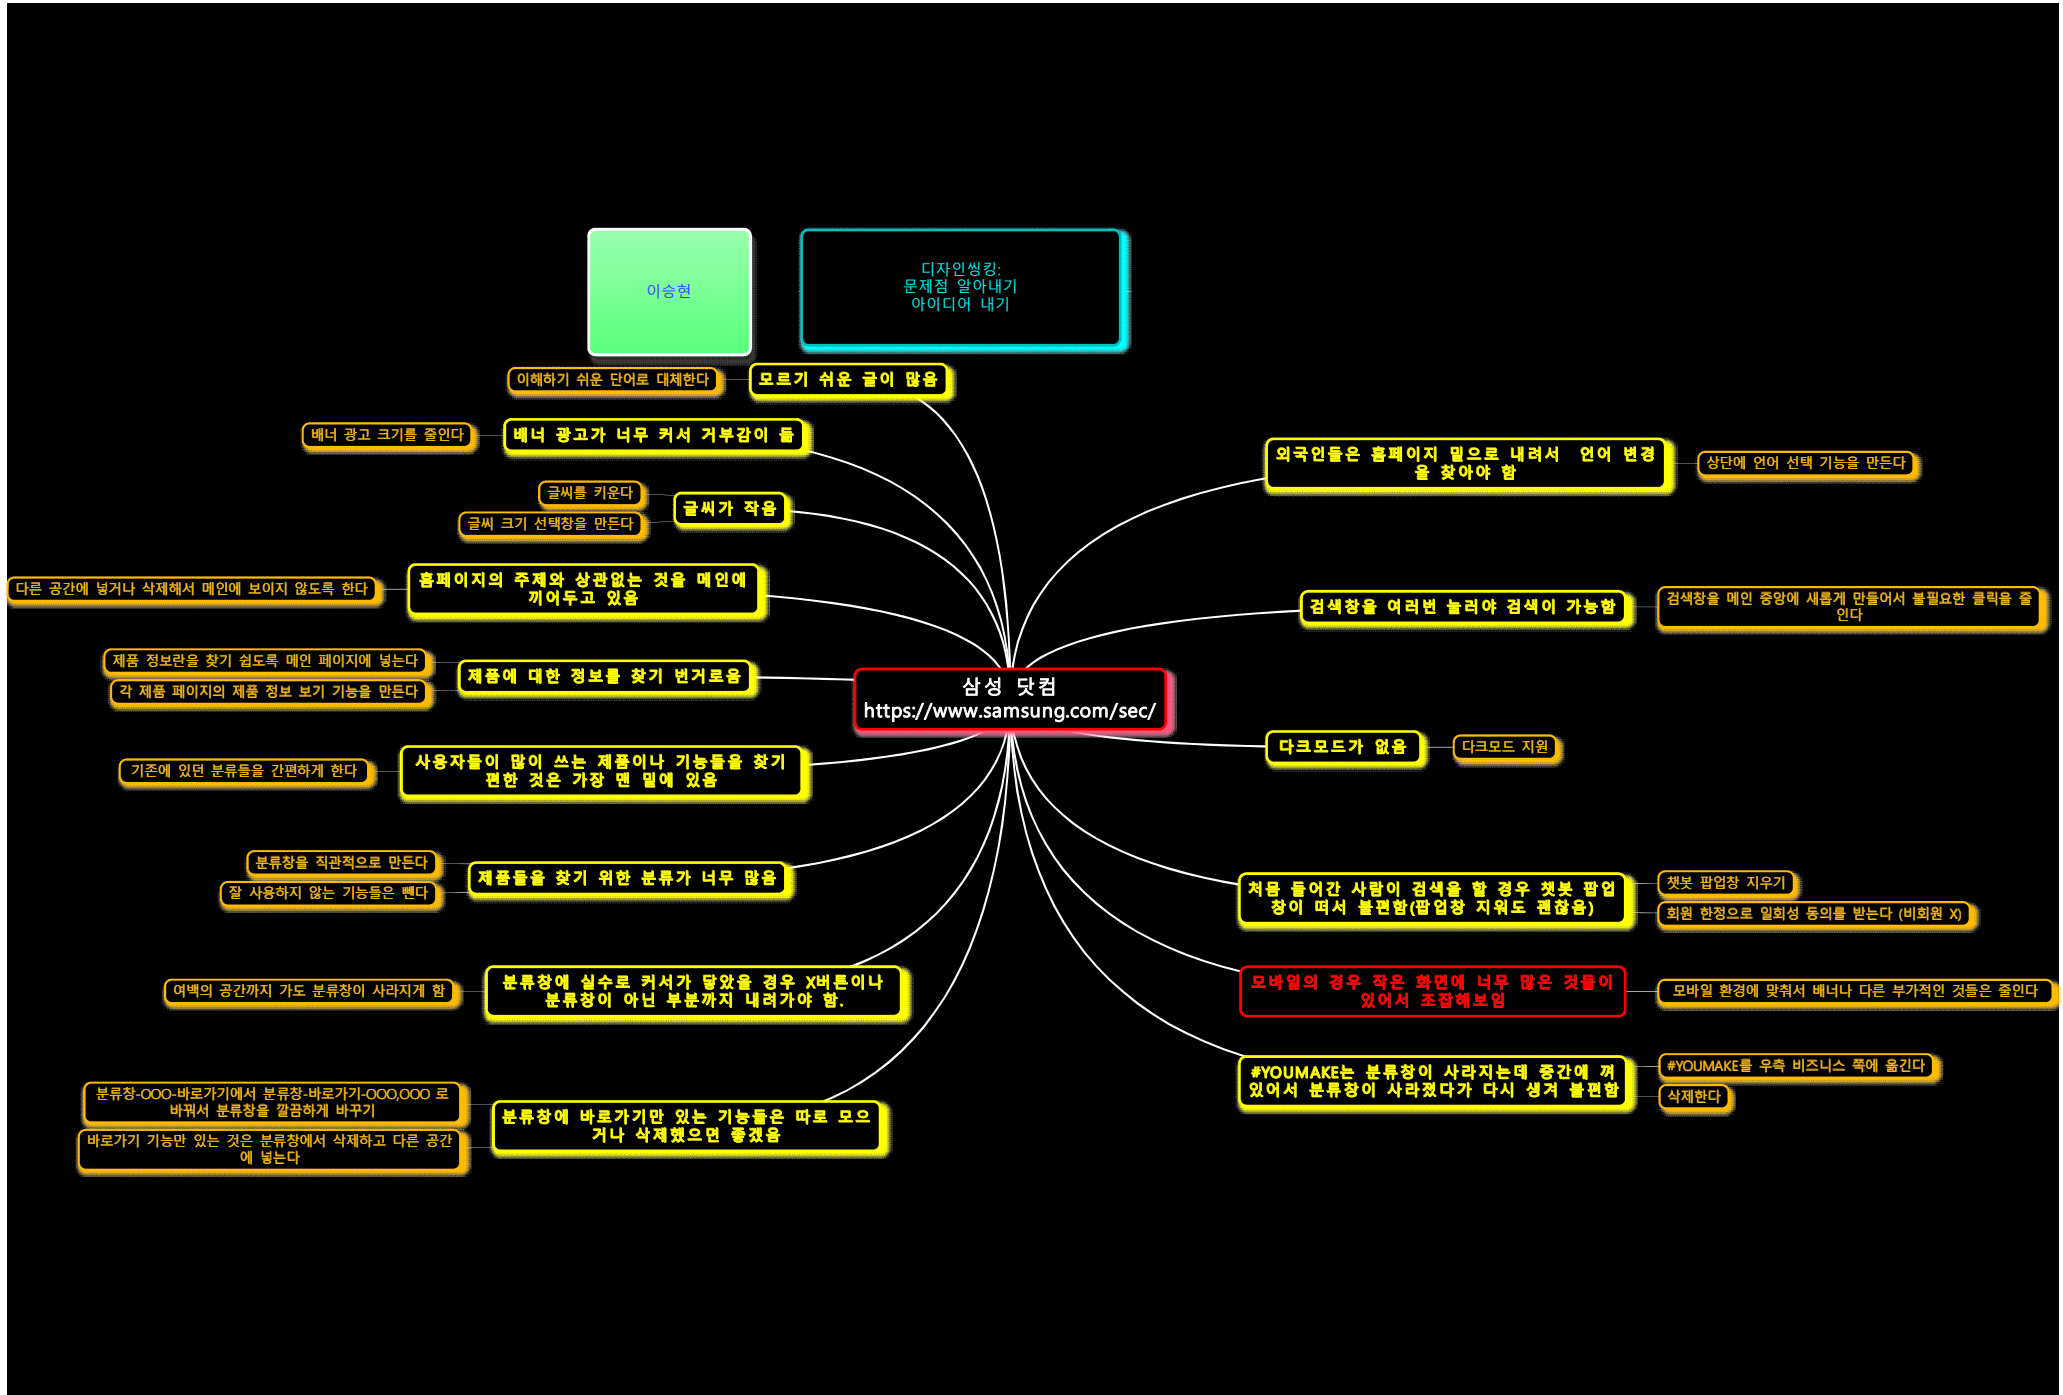 이승현
디자인씽킹:
문제점 알아내기
아이디어 내기
모르기 쉬운 글이 많음
이해하기 쉬운 단어로 대체한다
배너 광고가 너무 커서 거부감이 듦
배너 광고 크기를 줄인다
글씨가 작음
글씨를 키운다
글씨 크기 선택창을 만든다
홈페이지의 주제와 상관없는 것을 메인에
끼어두고 있음
다른 공간에 넣거나 삭제해서 메인에 보이지 않도록 한다
제품에 대한 정보를 찾기 번거로움
제품 정보란을 찾기 쉽도록 메인 페이지에 넣는다
각 제품 페이지의 제품 정보 보기 기능을 만든다
사용자들이 많이 쓰는 제품이나 기능들을 찾기
편한 것은 가장 맨 밑에 있음
기존에 있던 분류들을 간편하게 한다
제품들을 찾기 위한 분류가 너무 많음
분류창을 직관적으로 만든다
잘 사용하지 않는 기능들은 뺀다
분류창에 실수로 커서가 닿았을 경우 X버튼이나
분류창이 아닌 부분까지 내려가야 함.
여백의 공간까지 가도 분류창이 사라지게 함
분류창에 바로가기만 있는 기능들은 따로 모으
거나 삭제했으면 좋겠음
분류창-OOO-바로가기에서 분류창-바로가기-OOO,OOO 로
바꿔서 분류창을 깔끔하게 바꾸기
바로가기 기능만 있는 것은 분류창에서 삭제하고 다른 공간
에 넣는다
삼성 닷컴
https://www.samsung.com/sec/
외국인들은 홈페이지 밑으로 내려서 언어 변경
을 찾아야 함
상단에 언어 선택 기능을 만든다
검색창을 여러번 눌러야 검색이 가능함
검색창을 메인 중앙에 새롭게 만들어서 불필요한 클릭을 줄
인다
다크모드가 없음
다크모드 지원
처음 들어간 사람이 검색을 할 경우 챗봇 팝업
창이 떠서 불편함(팝업창 지워도 괜찮음)
챗봇 팝업창 지우기
회원 한정으로 일회성 동의를 받는다 (비회원 X)
모바일의 경우 작은 화면에 너무 많은 것들이
있어서 조잡해보임
모바일 환경에 맞춰서 배너나 다른 부가적인 것들은 줄인다
#YOUMAKE는 분류창이 사라지는데 중간에 껴
있어서 분류창이 사라졌다가 다시 생겨 불편함
#YOUMAKE를 우측 비즈니스 쪽에 옮긴다
삭제한다